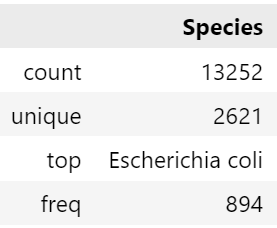 Species
count 13252
unique 2621
top Escherichia coli
freq 894